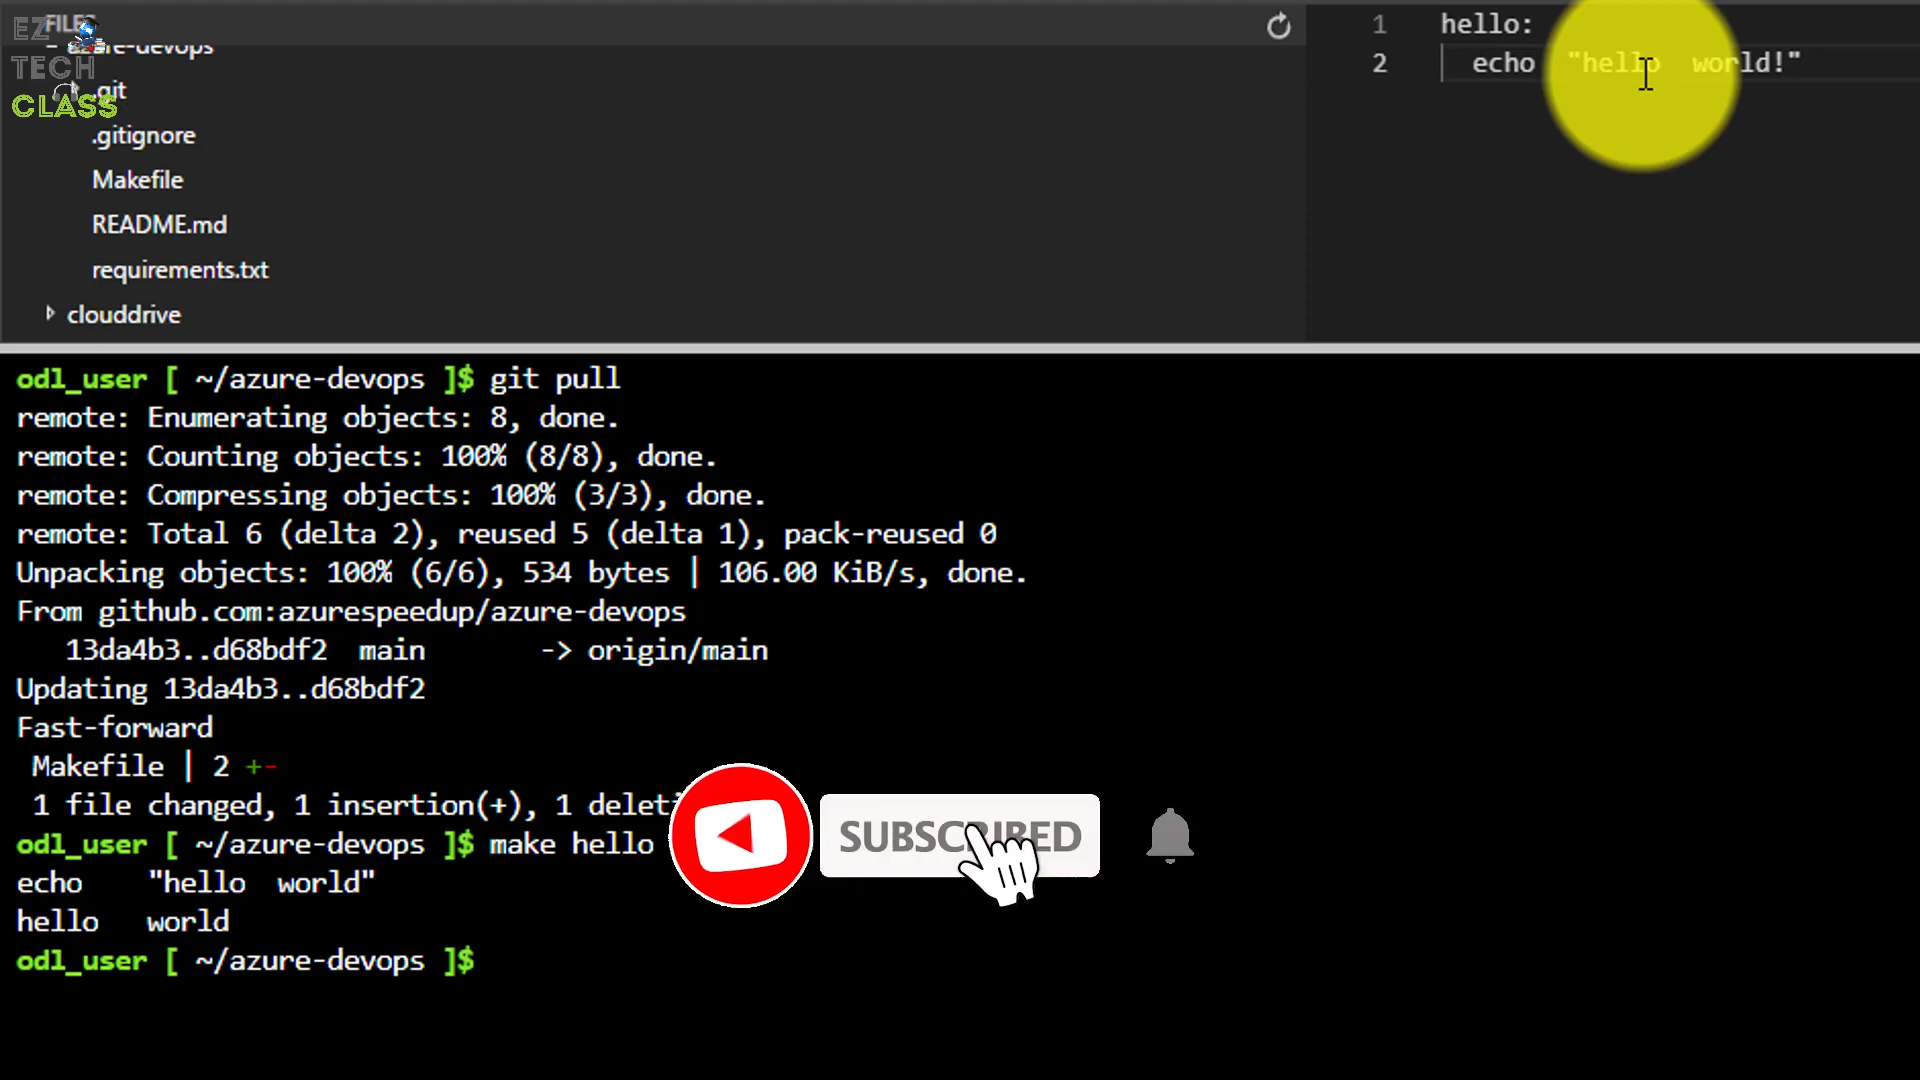 EZ
TECH
CLASS
FILES
azure-devops
.git
.gitignore
Makefile
README.md
requirements.txt
clouddrive
1 hello:
2 echo "hello world!"
odl_user [ ~/azure-devops ]$ git pull
remote: Enumerating objects: 8, done.
remote: Counting objects: 100% (8/8), done.
remote: Compressing objects: 100% (3/3), done.
remote: Total 6 (delta 2), reused 5 (delta 1), pack-reused 0
Unpacking objects: 100% (6/6), 534 bytes | 106.00 KiB/s, done.
From github.com:azurespeedup/azure-devops
13da4b3..d68bdf2 main -> origin/main
Updating 13da4b3..d68bdf2
Fast-forward
Makefile | 2 +-
1 file changed, 1 insertion(+), 1 deleti
odl_user [ ~/azure-devops ]$ make hello
echo "hello world"
hello world
odl_user [ ~/azure-devops ]$
SUBSCRIBED